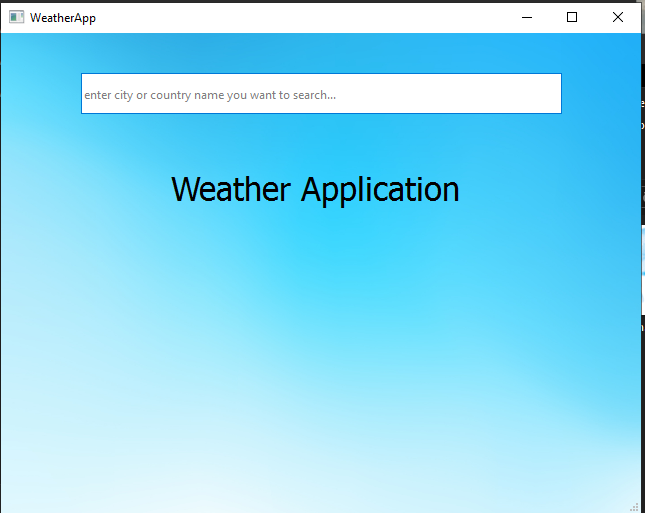 WeatherApp
enter city or country name you want to search...
Weather Application